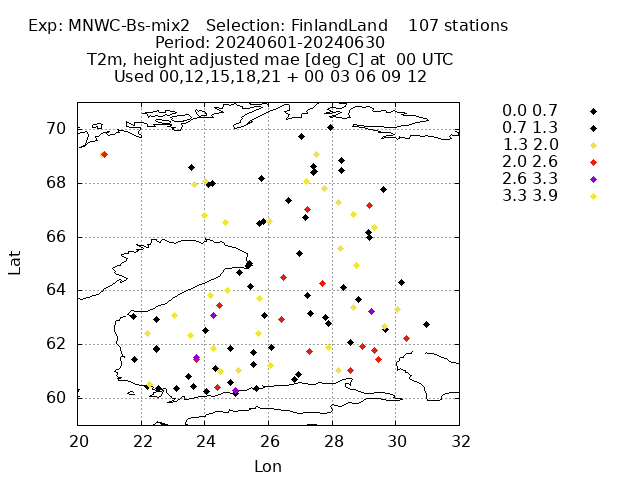 Exp: MNWC-Bs-mix2   Selection: FinlandLand    107 stations
Period: 20240601-20240630
T2m, height adjusted mae [deg C] at  00 UTC
Used 00,12,15,18,21 + 00 03 06 09 12
0.0 0.7
0.7 1.3
1.3 2.0
2.0 2.6
2.6 3.3
3.3 3.9
70
68
66
64
62
60
Lat
20 22 24 26 28 30 32
Lon